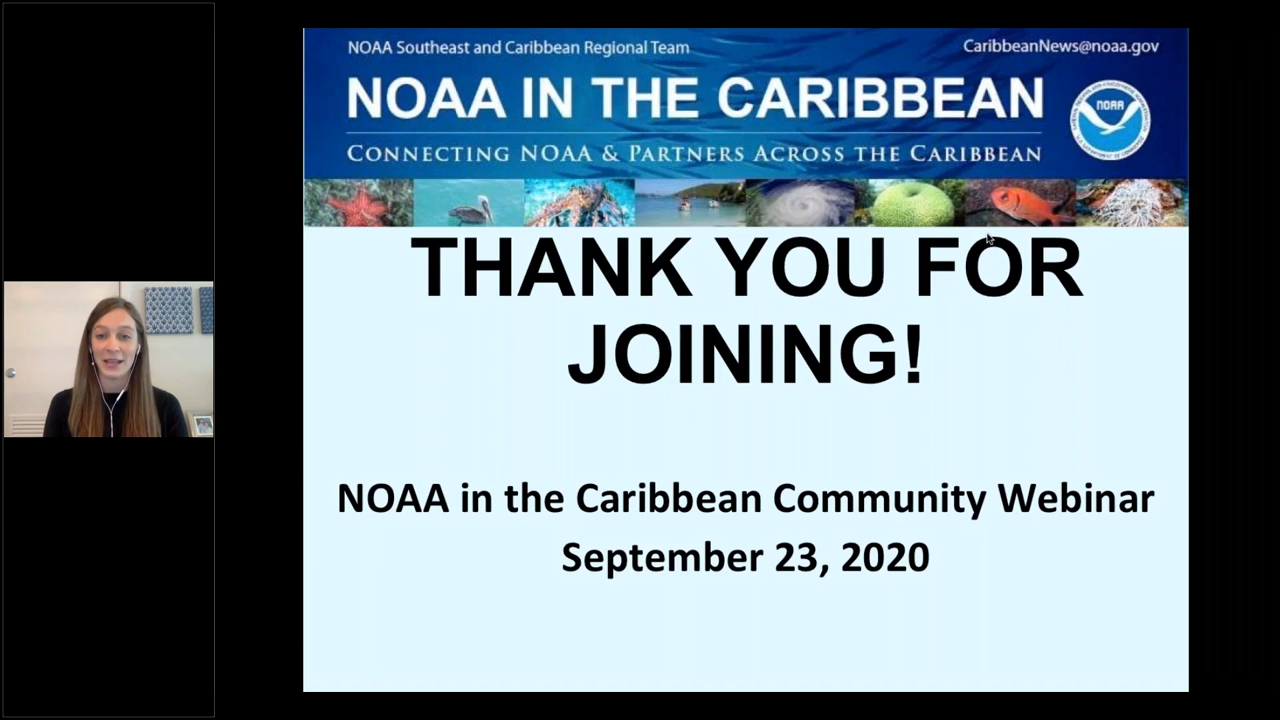 NOAA Southeast and Caribbean Regional Team
CaribbeanNews@noaa.gov
NOAA IN THE CARIBBEAN
CONNECTING NOAA & PARTNERS ACROSS THE CARIBBEAN
NOAA
THANK YOU FOR
JOINING!
NOAA in the Caribbean Community Webinar
September 23, 2020